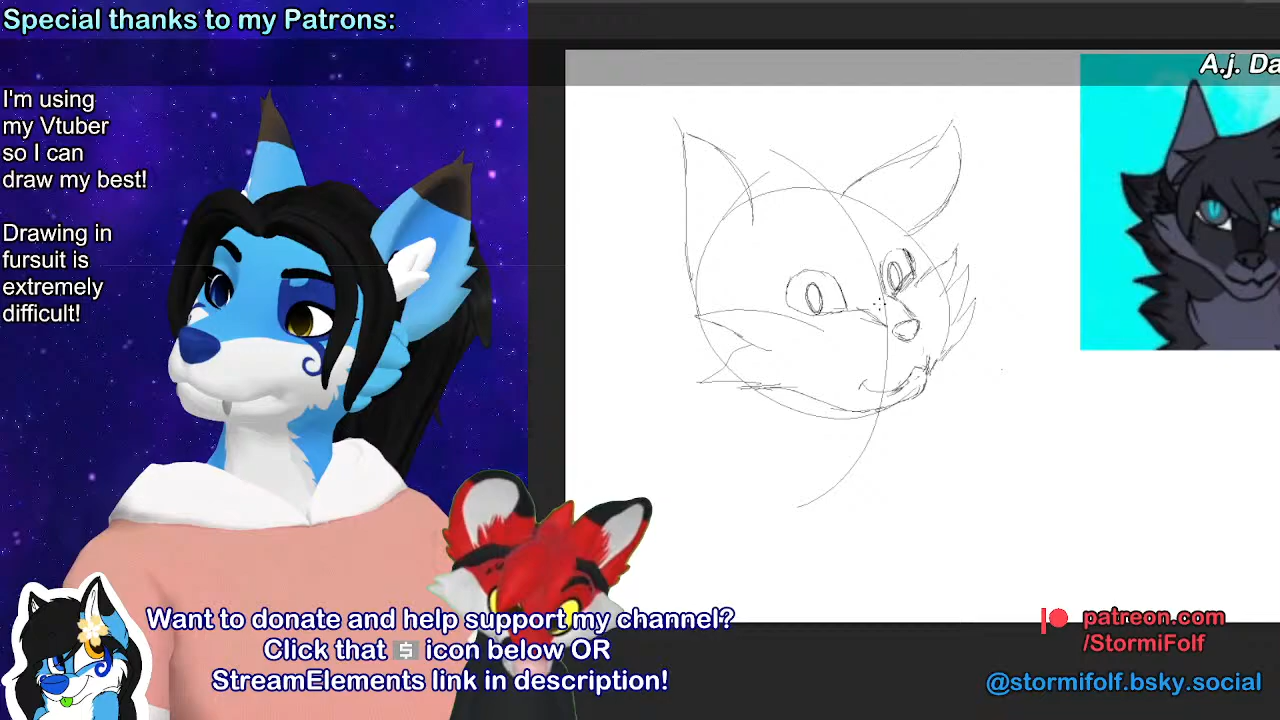 Special thanks to my Patrons:
A.j. Da
I'm using
my Vtuber
so I can
draw my best!
Drawing in
fursuit is
extremely
difficult!
Want to donate and help support my channel?
Click that $ icon below OR
StreamElements link in description!
patreon.com
/StormiFolf
@stormifolf.bsky.social